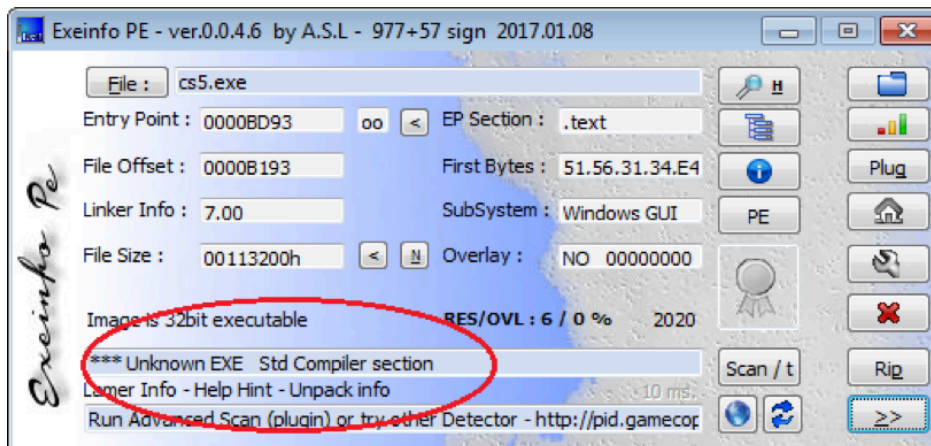 Exeinfo PE - ver.0.0.4.6 by A.S.L - 977+57 sign 2017.01.08
Exeinfo Pe
File : cs5.exe H
Entry Point : 0000BD93 oo < EP Section : .text
File Offset : 0000B193 First Bytes : 51.56.31.34.E4 Plug
Linker Info : 7.00 SubSystem : Windows GUI PE
File Size : 00113200h < N Overlay : NO 00000000
Image is 32bit executable RES/OVL : 6 / 0 % 2020
*** Unknown EXE Std Compiler section Scan / t Rip
Lamer Info - Help Hint - Unpack info 10 ms.
Run Advanced Scan (plugin) or try other Detector - http://pid.gamecop >>